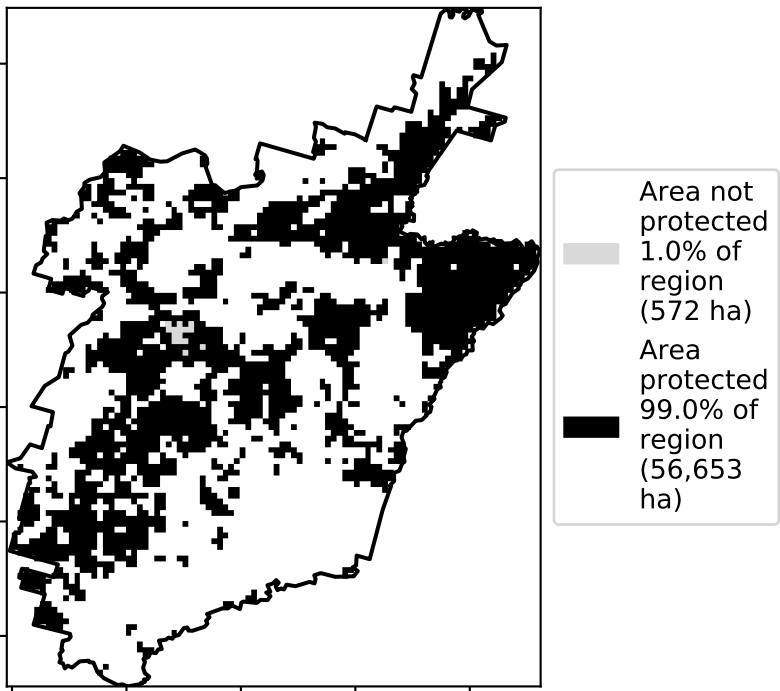 Area not
protected
1.0% of
region
(572 ha)
Area
protected
99.0% of
region
(56,653
ha)